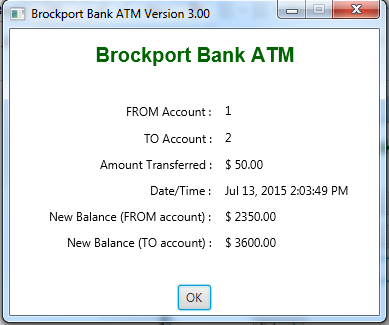 Brockport Bank ATM Version 3.00
Brockport Bank ATM
FROM Account : 1
TO Account : 2
Amount Transferred : $ 50.00
Date/Time : Jul 13, 2015 2:03:49 PM
New Balance (FROM account) : $ 2350.00
New Balance (TO account) : $ 3600.00
OK